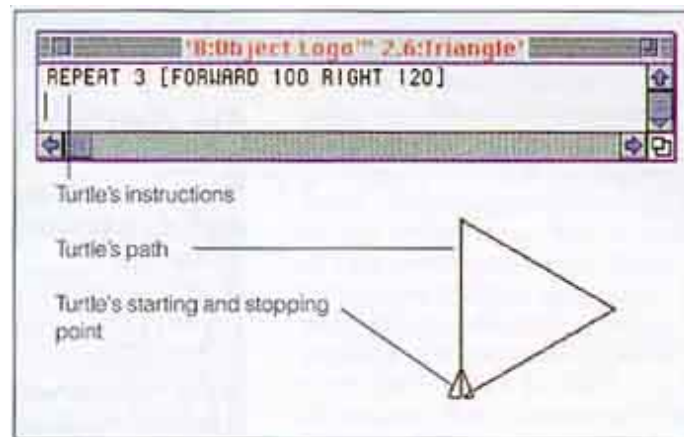 "B:Object Logo™ 2.6:Triangle"
REPEAT 3 [FORWARD 100 RIGHT 120]
Turtle's instructions
Turtle's path
Turtle's starting and stopping
point